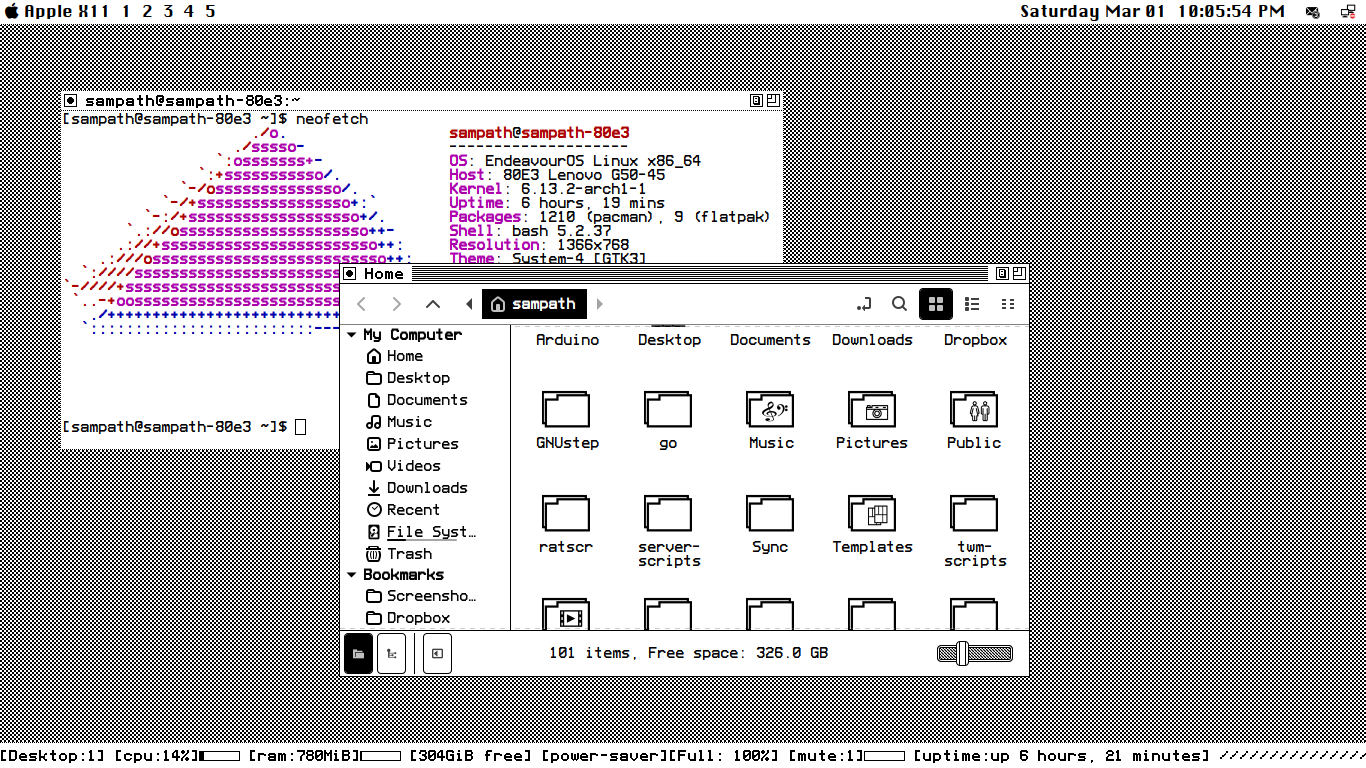 Apple X11 1 2 3 4 5
Saturday Mar 01 10:05:54 PM
sampath@sampath-80e3:~
[sampath@sampath-80e3 ~]$ neofetch
./o.
./sssso-
`:osssssss+-
`:+sssssssssso/.
`-/ossssssssssssso/.
`-/+sssssssssssssssso+:`
`-:/+sssssssssssssssssso+/.
`.://osssssssssssssssssssso++-
.://+ssssssssssssssssssssssso++:
.:///ossssssssssssssssssssssssso++:
`:////ssssssssssssssssssssss
`-////+ssssssssssssssssssssssss
`..-+oosssssssssssssssssssssss
./++++++++++++++++++++++++++
`:::::::::::::::::::::::::---
sampath@sampath-80e3
--------------------
OS: EndeavourOS Linux x86_64
Host: 80E3 Lenovo G50-45
Kernel: 6.13.2-arch1-1
Uptime: 6 hours, 19 mins
Packages: 1210 (pacman), 9 (flatpak)
Shell: bash 5.2.37
Resolution: 1366x768
Theme: System-4 [GTK3]
[sampath@sampath-80e3 ~]$
Home
sampath
My Computer
Home
Desktop
Documents
Music
Pictures
Videos
Downloads
Recent
File Syst…
Trash
Bookmarks
Screensho…
Dropbox
Arduino Desktop Documents Downloads Dropbox
GNUstep go Music Pictures Public
ratscr server-scripts Sync Templates twm-scripts
101 items, Free space: 326.0 GB
[Desktop:1] [cpu:14%] [ram:780MiB] [304GiB free] [power-saver][Full: 100%] [mute:1] [uptime:up 6 hours, 21 minutes] /////////////////